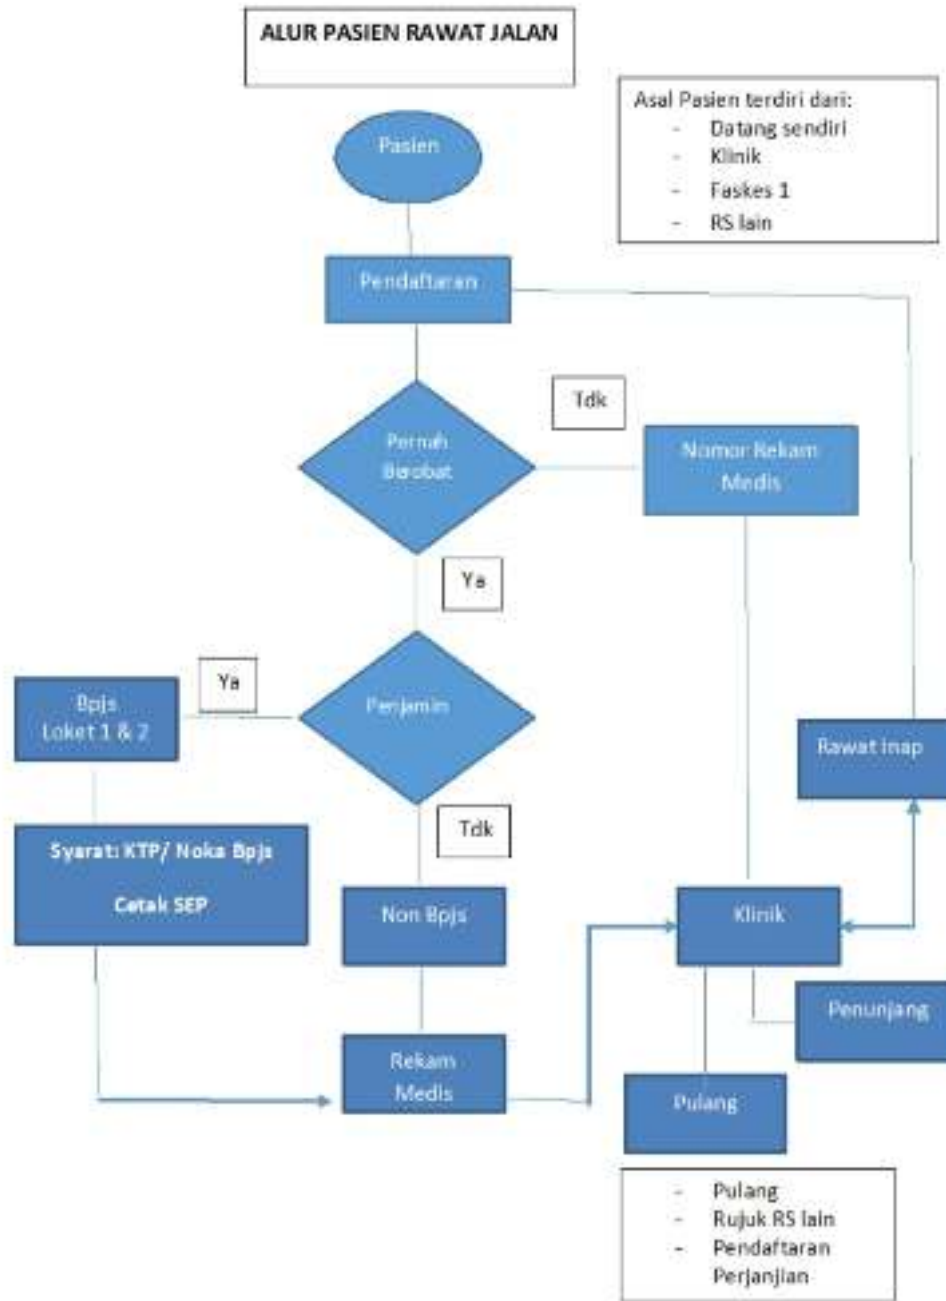 ALUR PASIEN RAWAT JALAN
Asal Pasien terdiri dari:
- Datang sendiri
- Klinik
- Faskes 1
- RS lain
Pasien
Pendaftaran
Tdk
Pernah
Berobat
Nomor Rekam
Medis
Ya
Ya
Penjamin
Bpjs
Loket 1 & 2
Rawat Inap
Tdk
Syarat: KTP/ Noka Bpjs
Cetak SEP
Non Bpjs
Klinik
Penunjang
Rekam
Medis
Pulang
- Pulang
- Rujuk RS lain
- Pendaftaran
Perjanjian